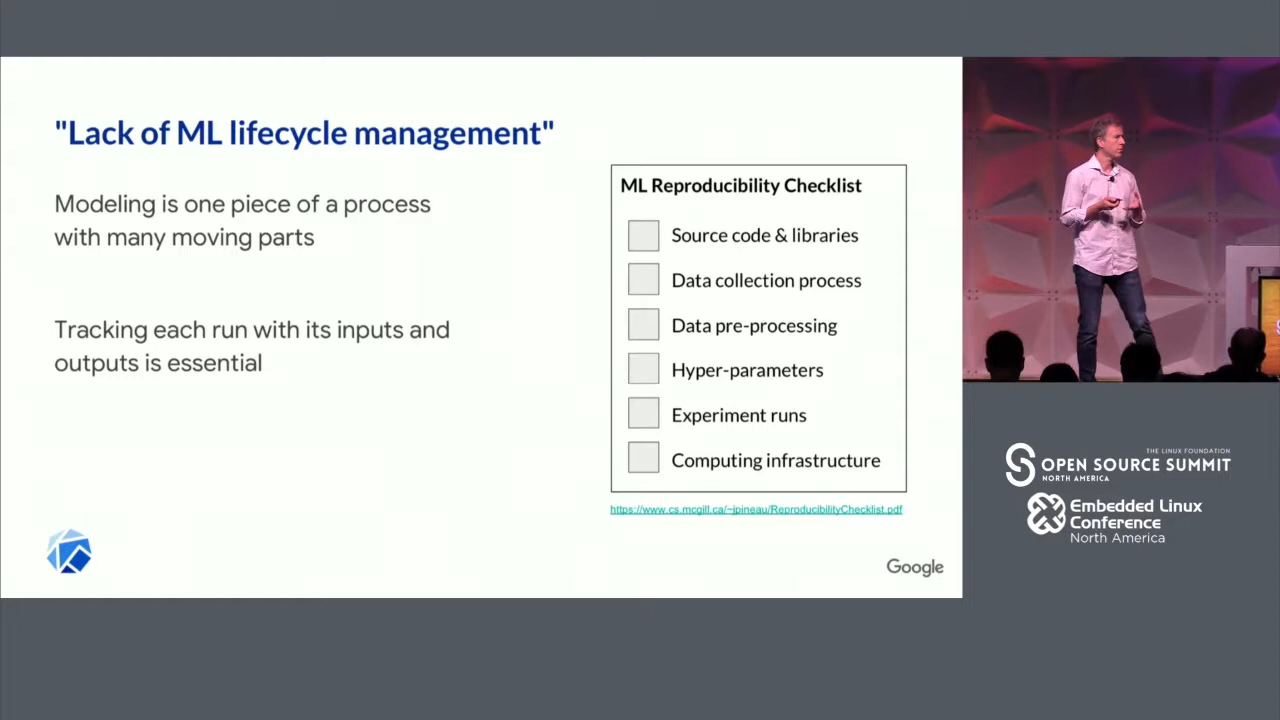 "Lack of ML lifecycle management"
Modeling is one piece of a process
with many moving parts
Tracking each run with its inputs and
outputs is essential
ML Reproducibility Checklist
Source code & libraries
Data collection process
Data pre-processing
Hyper-parameters
Experiment runs
Computing infrastructure
https://www.cs.mcgill.ca/~jpineau/ReproducibilityChecklist.pdf
Google
THE LINUX FOUNDATION
OPEN SOURCE SUMMIT
NORTH AMERICA
Embedded Linux
Conference
North America